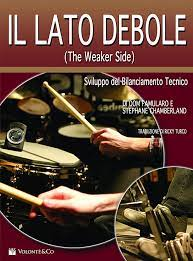 IL LATO DEBOLE
(The Weaker Side)
Sviluppo del Bilanciamento Tecnico
DI DOM FAMULARO E
STEPHANE CHAMBERLAND
TRADUZIONE DI RICKY TURCO
VOLONTÈ&CO